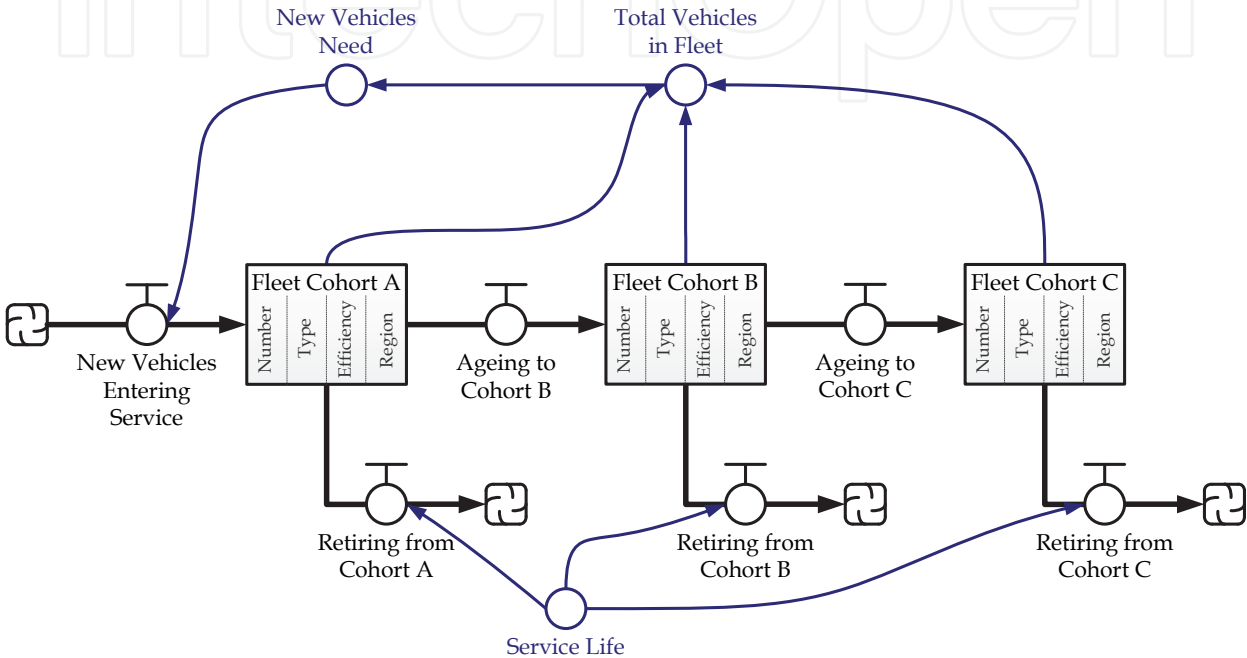 IntechOpen
New Vehicles
Need
Total Vehicles
in Fleet
Fleet Cohort A
Number
Type
Efficiency
Region
Fleet Cohort B
Number
Type
Efficiency
Region
Fleet Cohort C
Number
Type
Efficiency
Region
New Vehicles
Entering
Service
Ageing to
Cohort B
Ageing to
Cohort C
Retiring from
Cohort A
Retiring from
Cohort B
Retiring from
Cohort C
Service Life